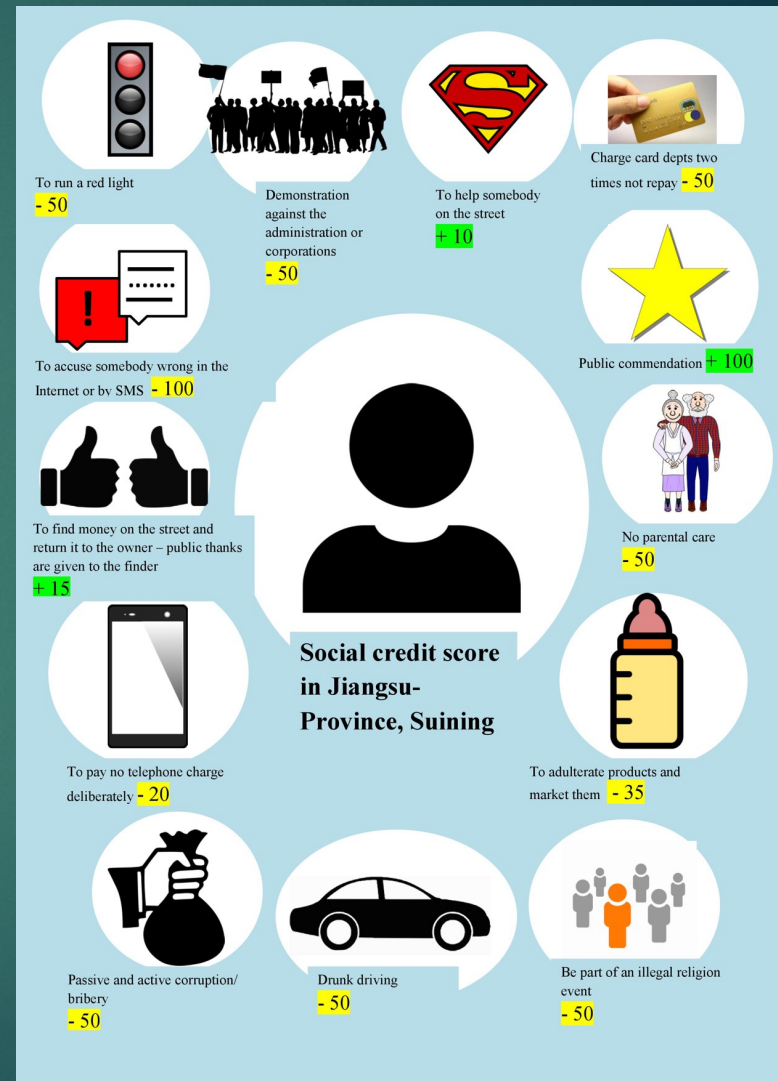 To run a red light
- 50
Demonstration
against the
administration or
corporations
- 50
To help somebody
on the street
+ 10
Charge card depts two
times not repay - 50
To accuse somebody wrong in the
Internet or by SMS - 100
Public commendation + 100
To find money on the street and
return it to the owner – public thanks
are given to the finder
+ 15
No parental care
- 50
Social credit score
in Jiangsu-
Province, Suining
To pay no telephone charge
deliberately - 20
To adulterate products and
market them - 35
Passive and active corruption/
bribery
- 50
Drunk driving
- 50
Be part of an illegal religion
event
- 50